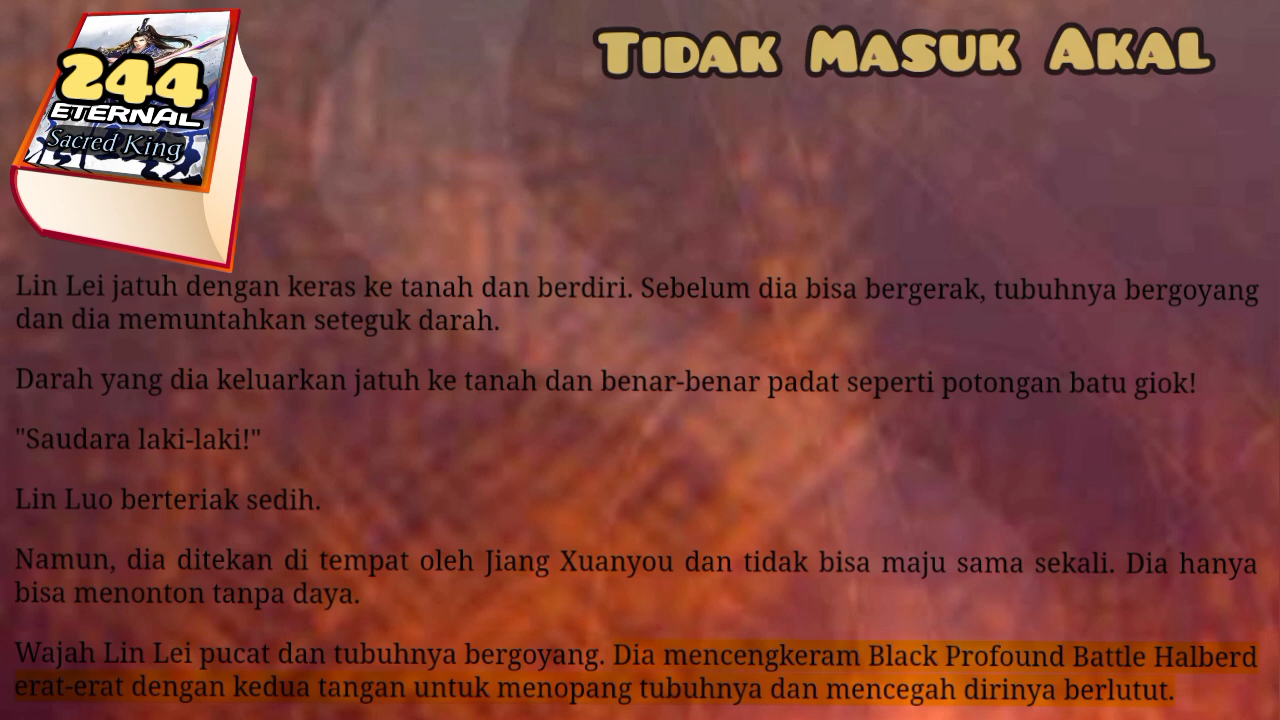 Tidak Masuk Akal
244
ETERNAL
Sacred King
Lin Lei jatuh dengan keras ke tanah dan berdiri. Sebelum dia bisa bergerak, tubuhnya bergoyang
dan dia memuntahkan seteguk darah.
Darah yang dia keluarkan jatuh ke tanah dan benar-benar padat seperti potongan batu giok!
"Saudara laki-laki!"
Lin Luo berteriak sedih.
Namun, dia ditekan di tempat oleh Jiang Xuanyou dan tidak bisa maju sama sekali. Dia hanya
bisa menonton tanpa daya.
Wajah Lin Lei pucat dan tubuhnya bergoyang. Dia mencengkeram Black Profound Battle Halberd
erat-erat dengan kedua tangan untuk menopang tubuhnya dan mencegah dirinya berlutut.